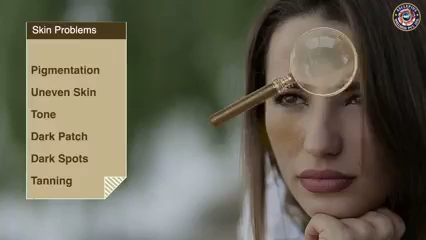 Skin Problems
Pigmentation
Uneven Skin
Tone
Dark Patch
Dark Spots
Tanning